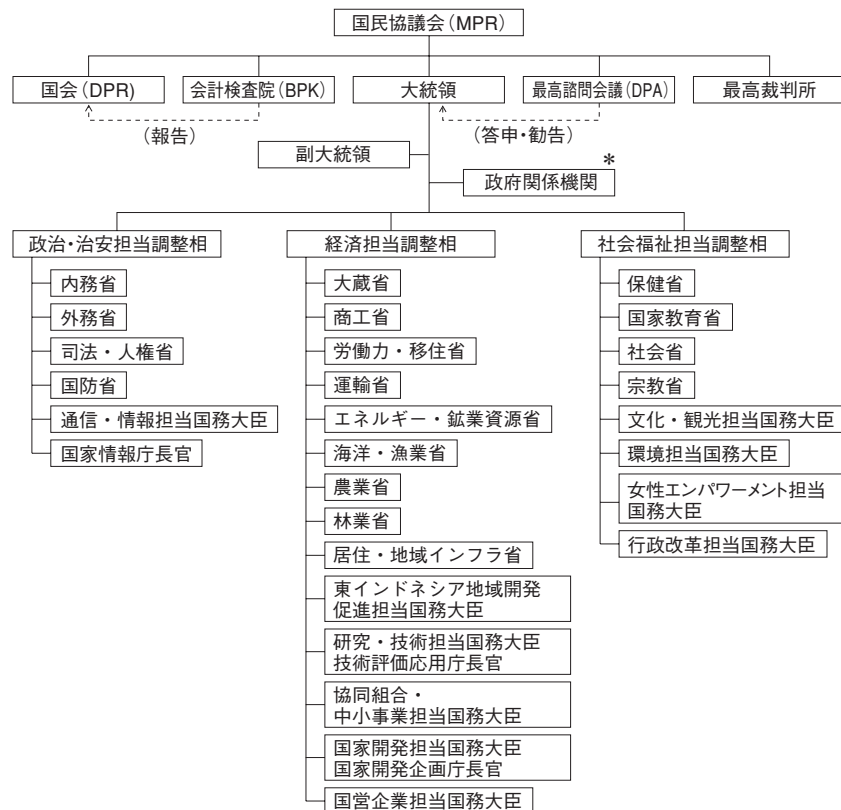 国民協議会(MPR)
国会(DPR)
会計検査院(BPK)
大統領
最高諮問会議(DPA)
最高裁判所
(報告)
(答申・勧告)
副大統領
*
政府関係機関
政治・治安担当調整相
経済担当調整相
社会福祉担当調整相
内務省
外務省
司法・人権省
国防省
通信・情報担当国務大臣
国家情報庁長官
大蔵省
商工省
労働力・移住省
運輸省
エネルギー・鉱業資源省
海洋・漁業省
農業省
林業省
居住・地域インフラ省
東インドネシア地域開発
促進担当国務大臣
研究・技術担当国務大臣
技術評価応用庁長官
協同組合・
中小事業担当国務大臣
国家開発担当国務大臣
国家開発企画庁長官
国営企業担当国務大臣
保健省
国家教育省
社会省
宗教省
文化・観光担当国務大臣
環境担当国務大臣
女性エンパワーメント担当
国務大臣
行政改革担当国務大臣